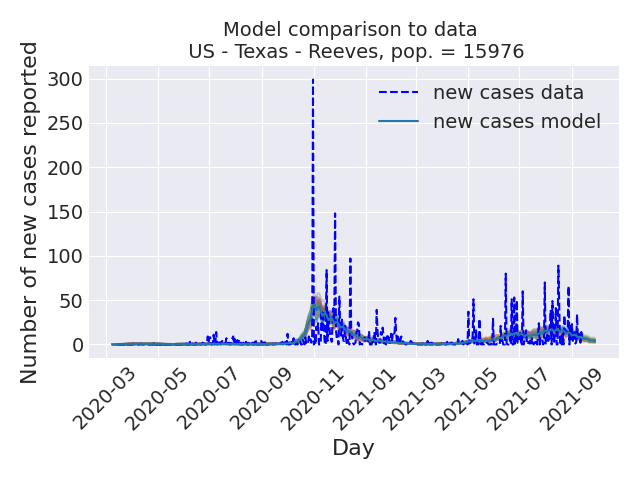 Model comparison to data
US - Texas - Reeves, pop. = 15976
Number of new cases reported
300
250
200
150
100
50
0
new cases data
new cases model
2020-03
2020-05
2020-07
2020-09
2020-11
2021-01
2021-03
2021-05
2021-07
2021-09
Day